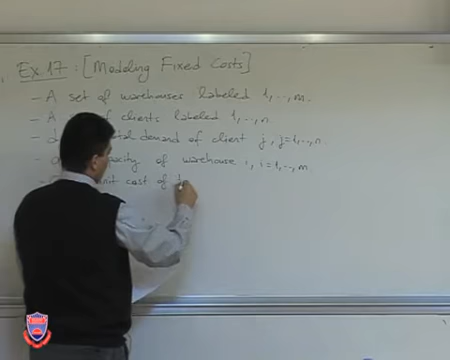 Ex.17 : [Modeling Fixed Costs]
- A set of warehouses labeled 1, .., m.
- A of clients labeled 1, .., n
- total demand of client j, j=1,..,n
- capacity of warehouse i, i=1,.., m
- unit cost of